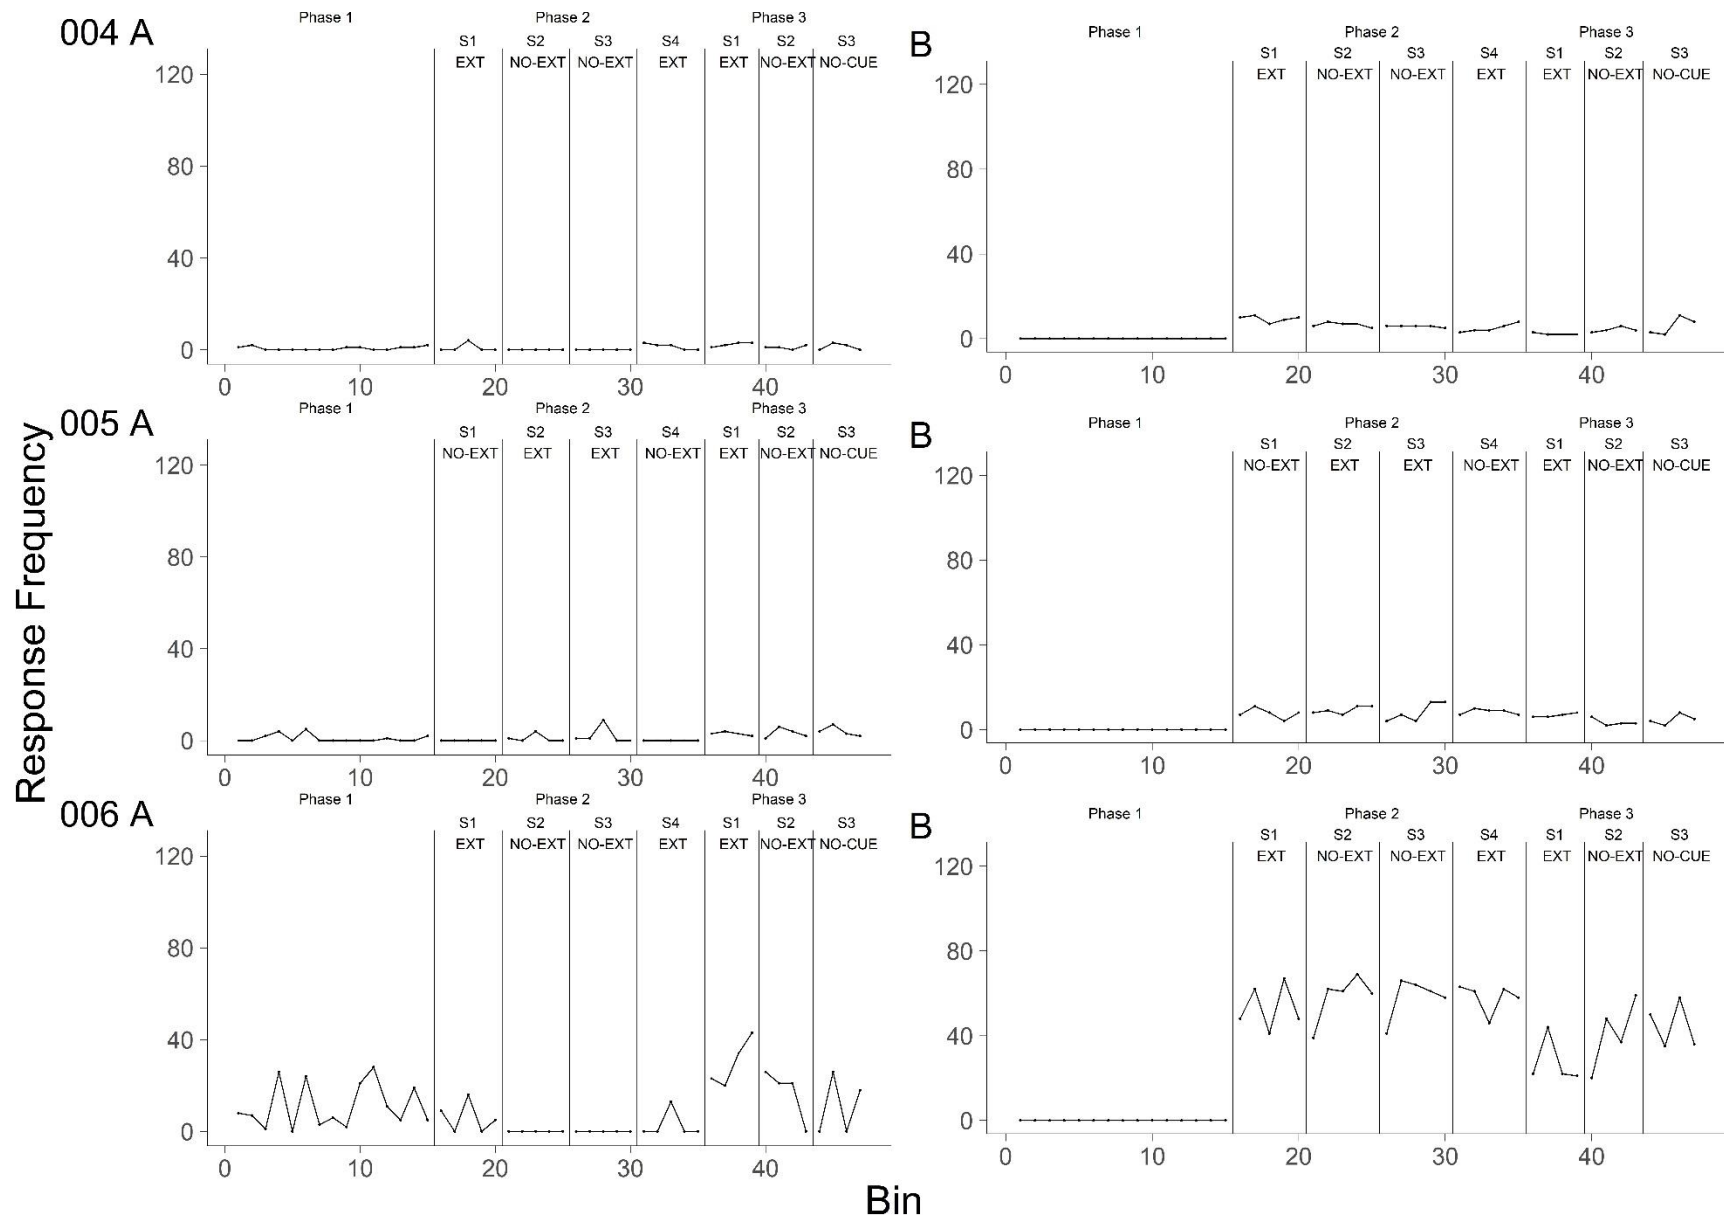 004 A
Phase 1 Phase 2 Phase 3
S1 S2 S3 S4 S1 S2 S3
EXT NO-EXT NO-EXT EXT EXT NO-EXT NO-CUE
120
80
40
0
0 10 20 30 40
B
Phase 1 Phase 2 Phase 3
S1 S2 S3 S4 S1 S2 S3
EXT NO-EXT NO-EXT EXT EXT NO-EXT NO-CUE
120
80
40
0
0 10 20 30 40
005 A
Phase 1 Phase 2 Phase 3
S1 S2 S3 S4 S1 S2 S3
NO-EXT EXT EXT NO-EXT EXT NO-EXT NO-CUE
120
80
40
0
0 10 20 30 40
B
Phase 1 Phase 2 Phase 3
S1 S2 S3 S4 S1 S2 S3
NO-EXT EXT EXT NO-EXT EXT NO-EXT NO-CUE
120
80
40
0
0 10 20 30 40
006 A
Phase 1 Phase 2 Phase 3
S1 S2 S3 S4 S1 S2 S3
EXT NO-EXT NO-EXT EXT EXT NO-EXT NO-CUE
120
80
40
0
0 10 20 30 40
B
Phase 1 Phase 2 Phase 3
S1 S2 S3 S4 S1 S2 S3
EXT NO-EXT NO-EXT EXT EXT NO-EXT NO-CUE
120
80
40
0
0 10 20 30 40
Response Frequency
Bin